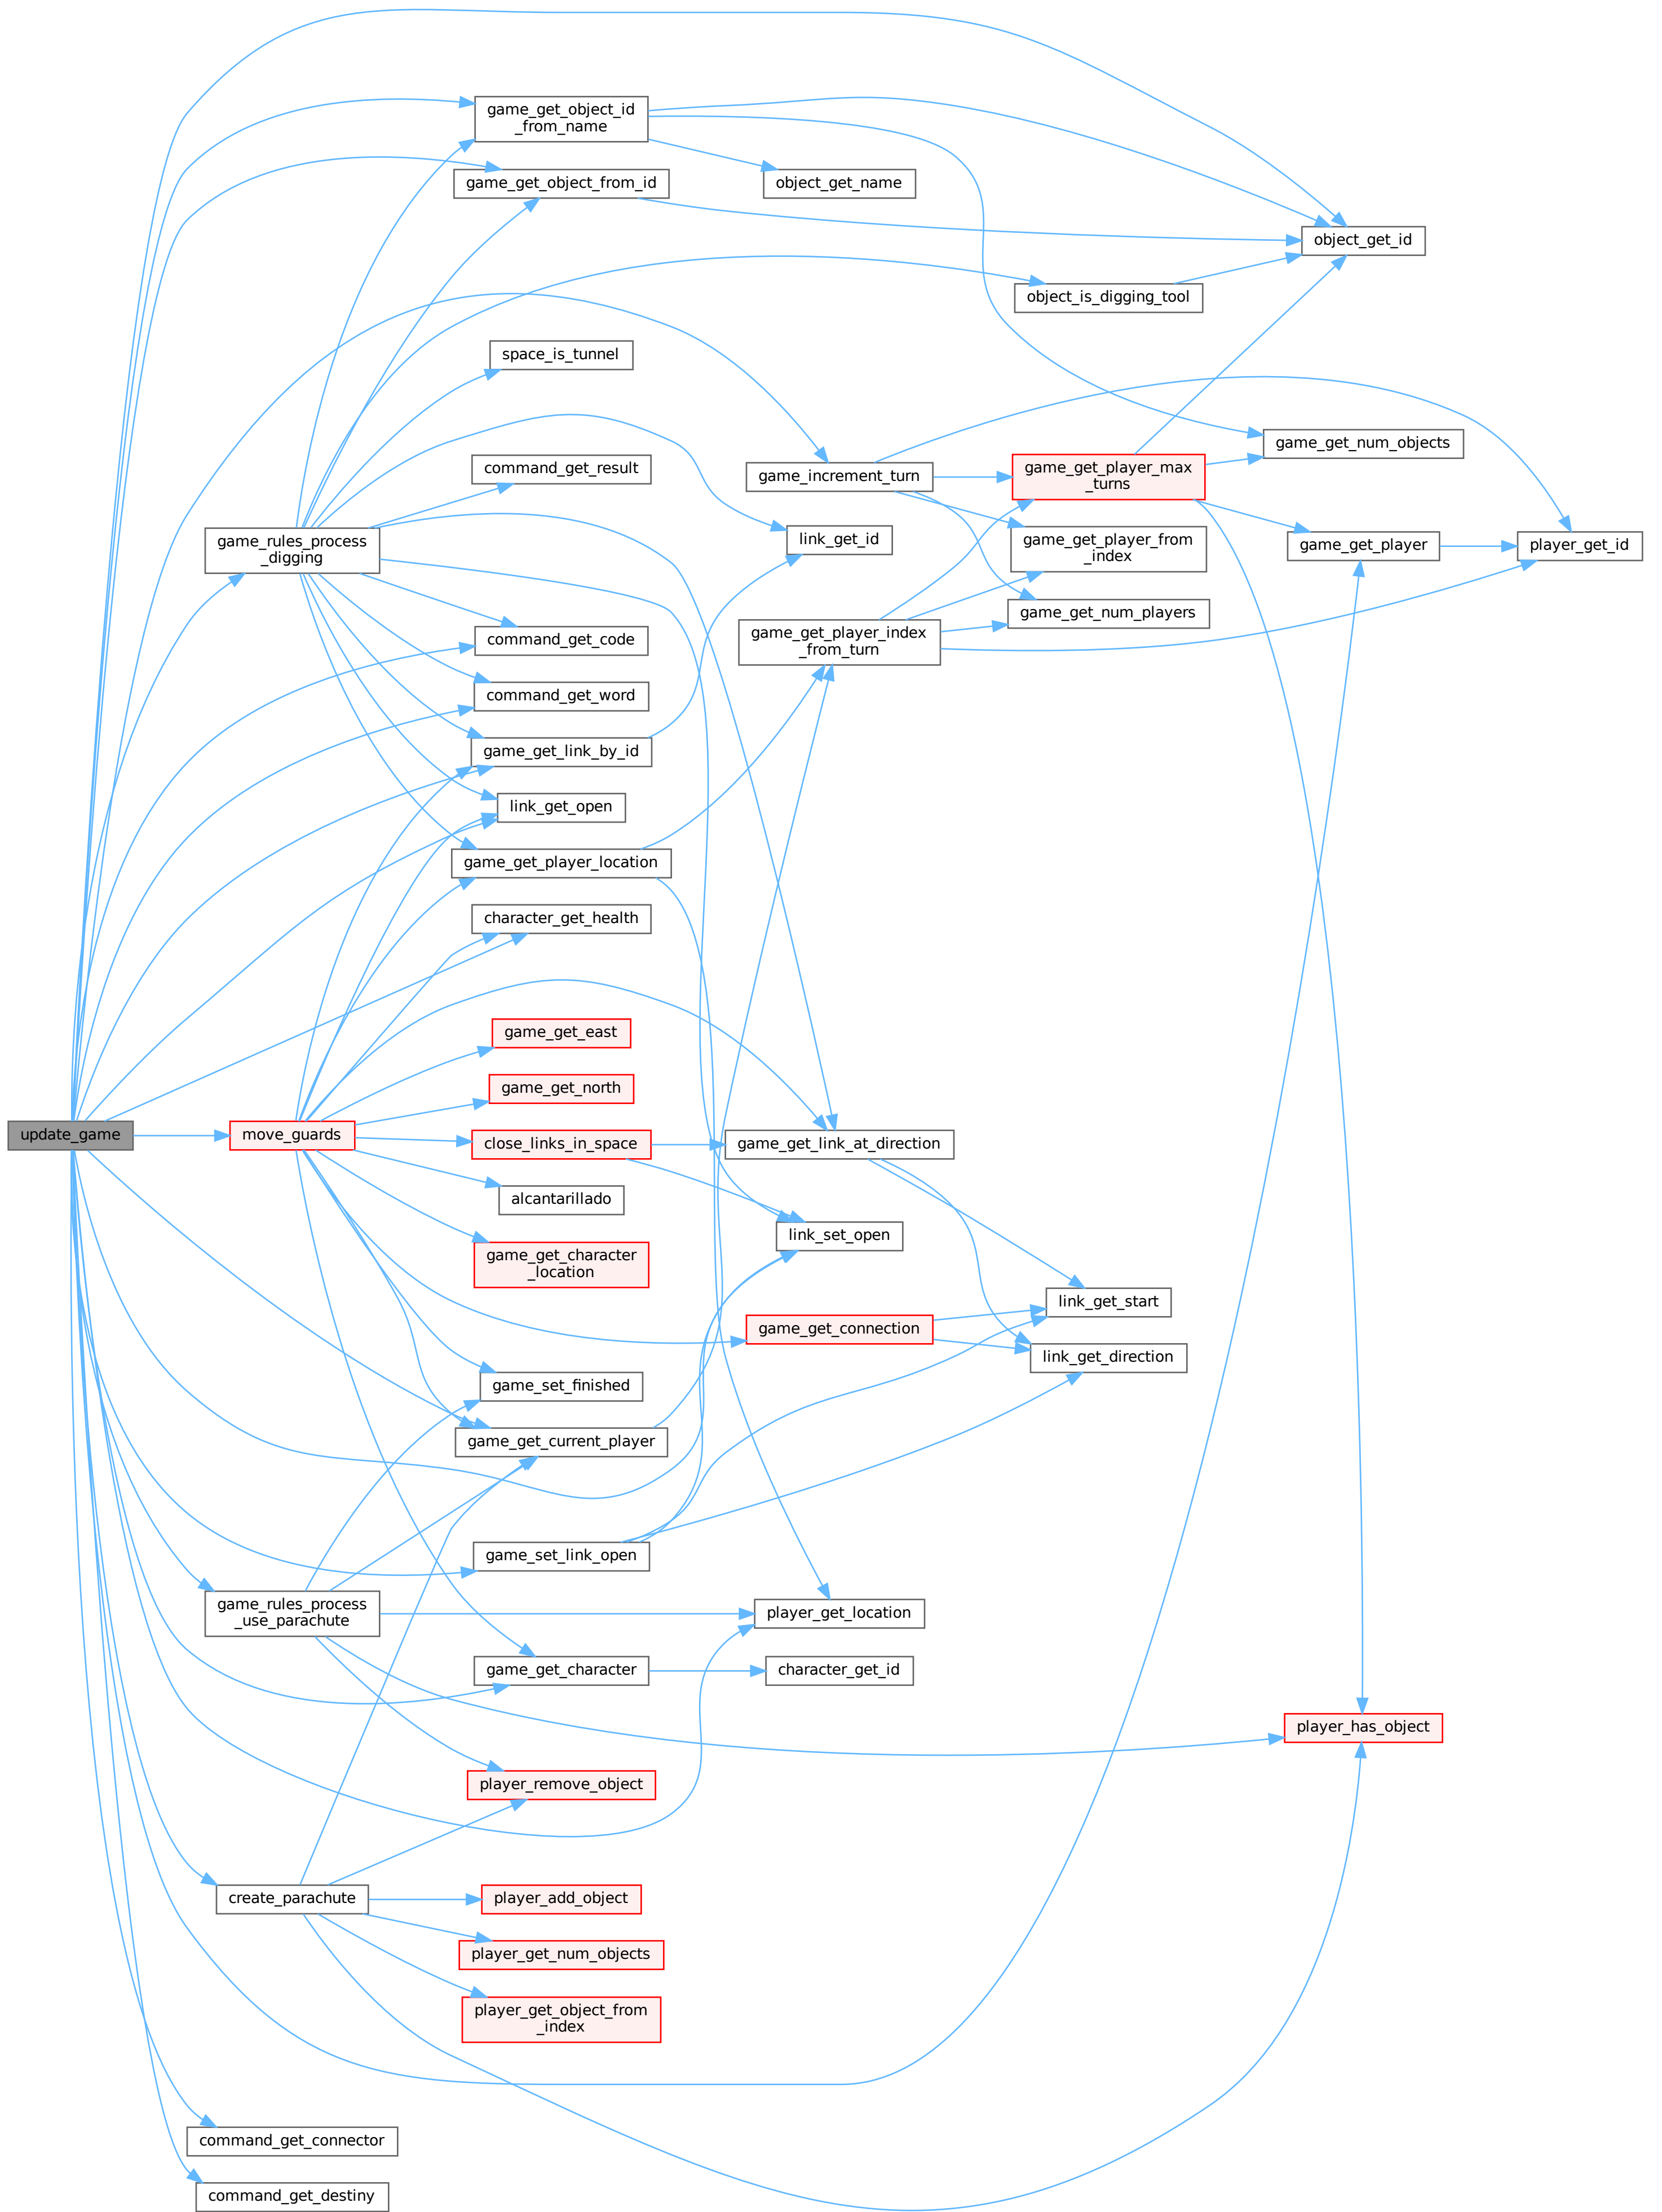 game_get_object_id
_from_name
game_get_object_from_id
object_get_name
object_get_id
object_is_digging_tool
space_is_tunnel
command_get_result
game_increment_turn
game_get_player_max
_turns
game_get_num_objects
game_rules_process
_digging
link_get_id
game_get_player_from
_index
game_get_player
player_get_id
game_get_num_players
command_get_code
game_get_player_index
_from_turn
command_get_word
game_get_link_by_id
link_get_open
game_get_player_location
character_get_health
game_get_east
game_get_north
update_game
move_guards
close_links_in_space
game_get_link_at_direction
alcantarillado
link_set_open
game_get_character
_location
link_get_start
game_get_connection
link_get_direction
game_set_finished
game_get_current_player
game_set_link_open
game_rules_process
_use_parachute
player_get_location
game_get_character
character_get_id
player_has_object
player_remove_object
create_parachute
player_add_object
player_get_num_objects
player_get_object_from
_index
command_get_connector
command_get_destiny